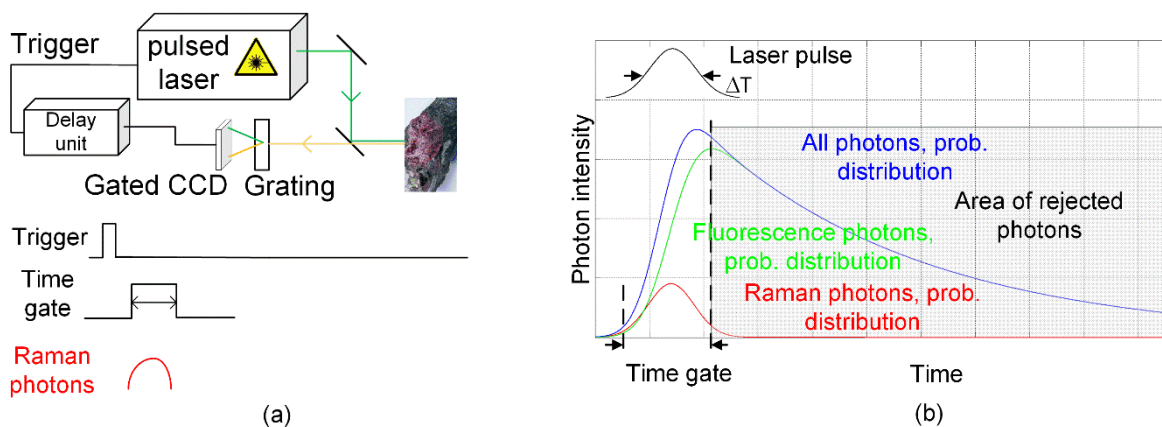 Trigger
pulsed
laser
Delay
unit
Gated CCD
Grating
Trigger
Time
gate
Raman
photons
(a)
Photon intensity
Laser pulse
ΔT
All photons, prob.
distribution
Area of rejected
photons
Fluorescence photons,
prob. distribution
Raman photons, prob.
distribution
Time gate
Time
(b)